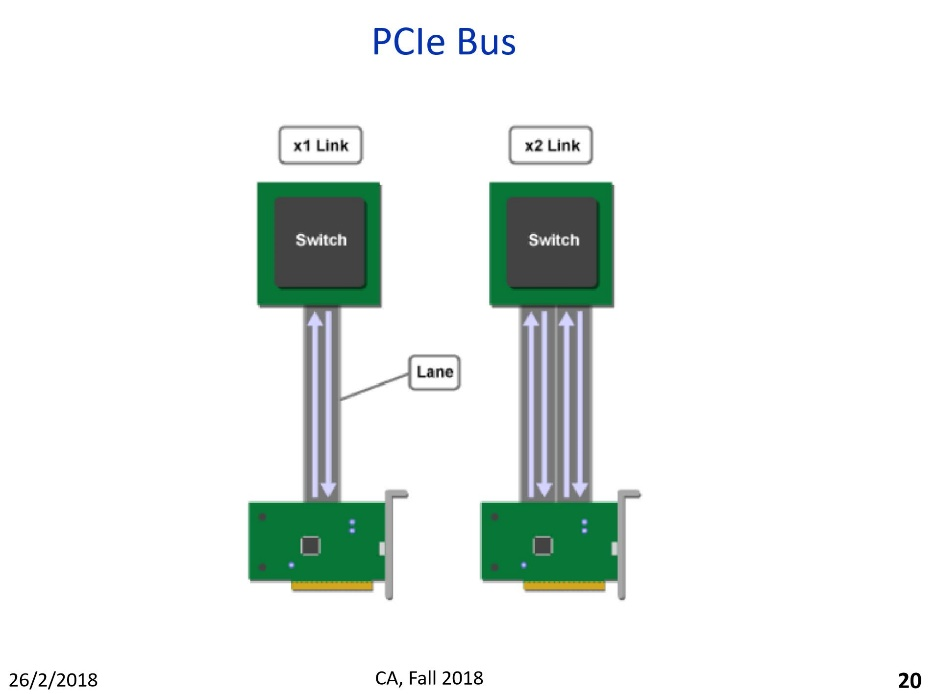 PCIe Bus
x1 Link
x2 Link
Switch
Switch
Lane
26/2/2018
CA, Fall 2018
20